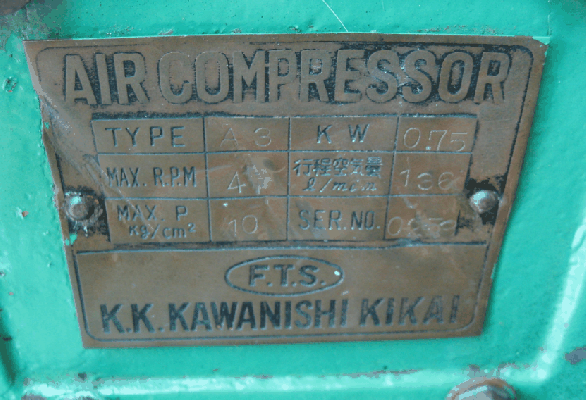 AIR COMPRESSOR
TYPE A3 KW 0.75
MAX. R.P.M 行程空気量 l/min
MAX. P Kg/cm² 10 SER.NO.
F.T.S.
K.K.KAWANISHI KIKAI